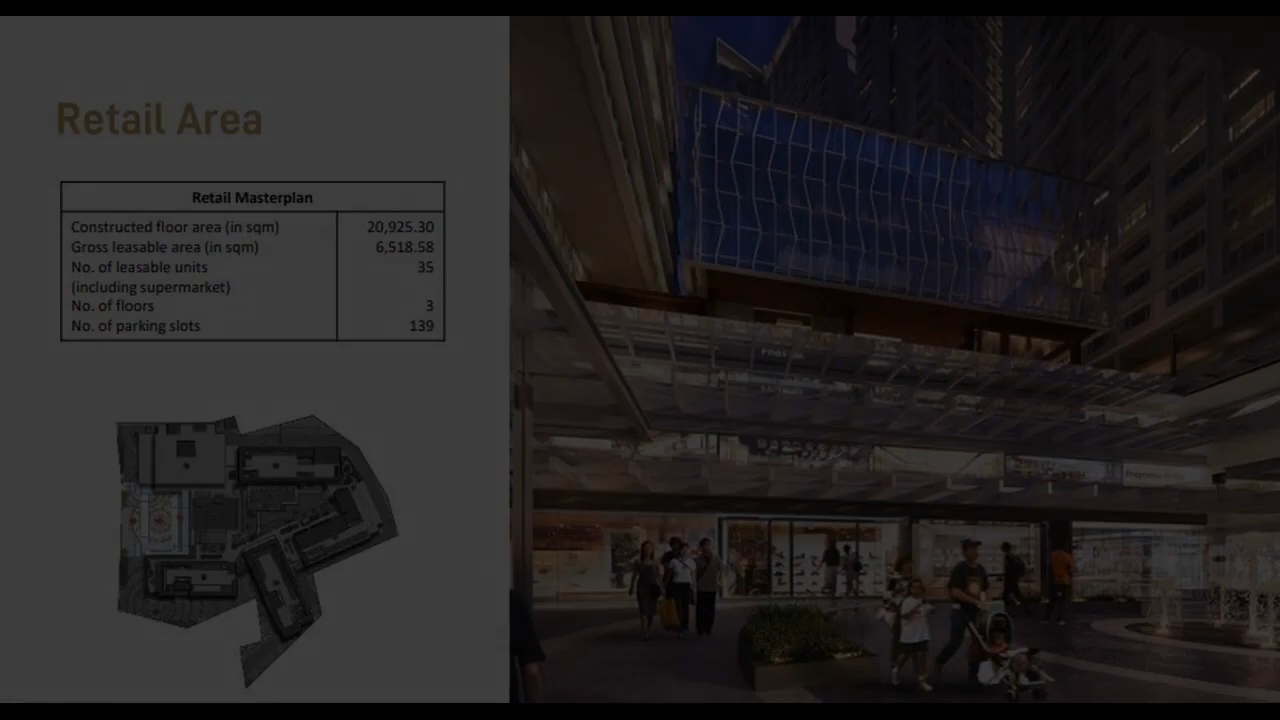 Retail Area
Retail Masterplan
Constructed floor area (in sqm) 20,925.30
Gross leasable area (in sqm) 6,518.58
No. of leasable units 35
(including supermarket)
No. of floors 3
No. of parking slots 139